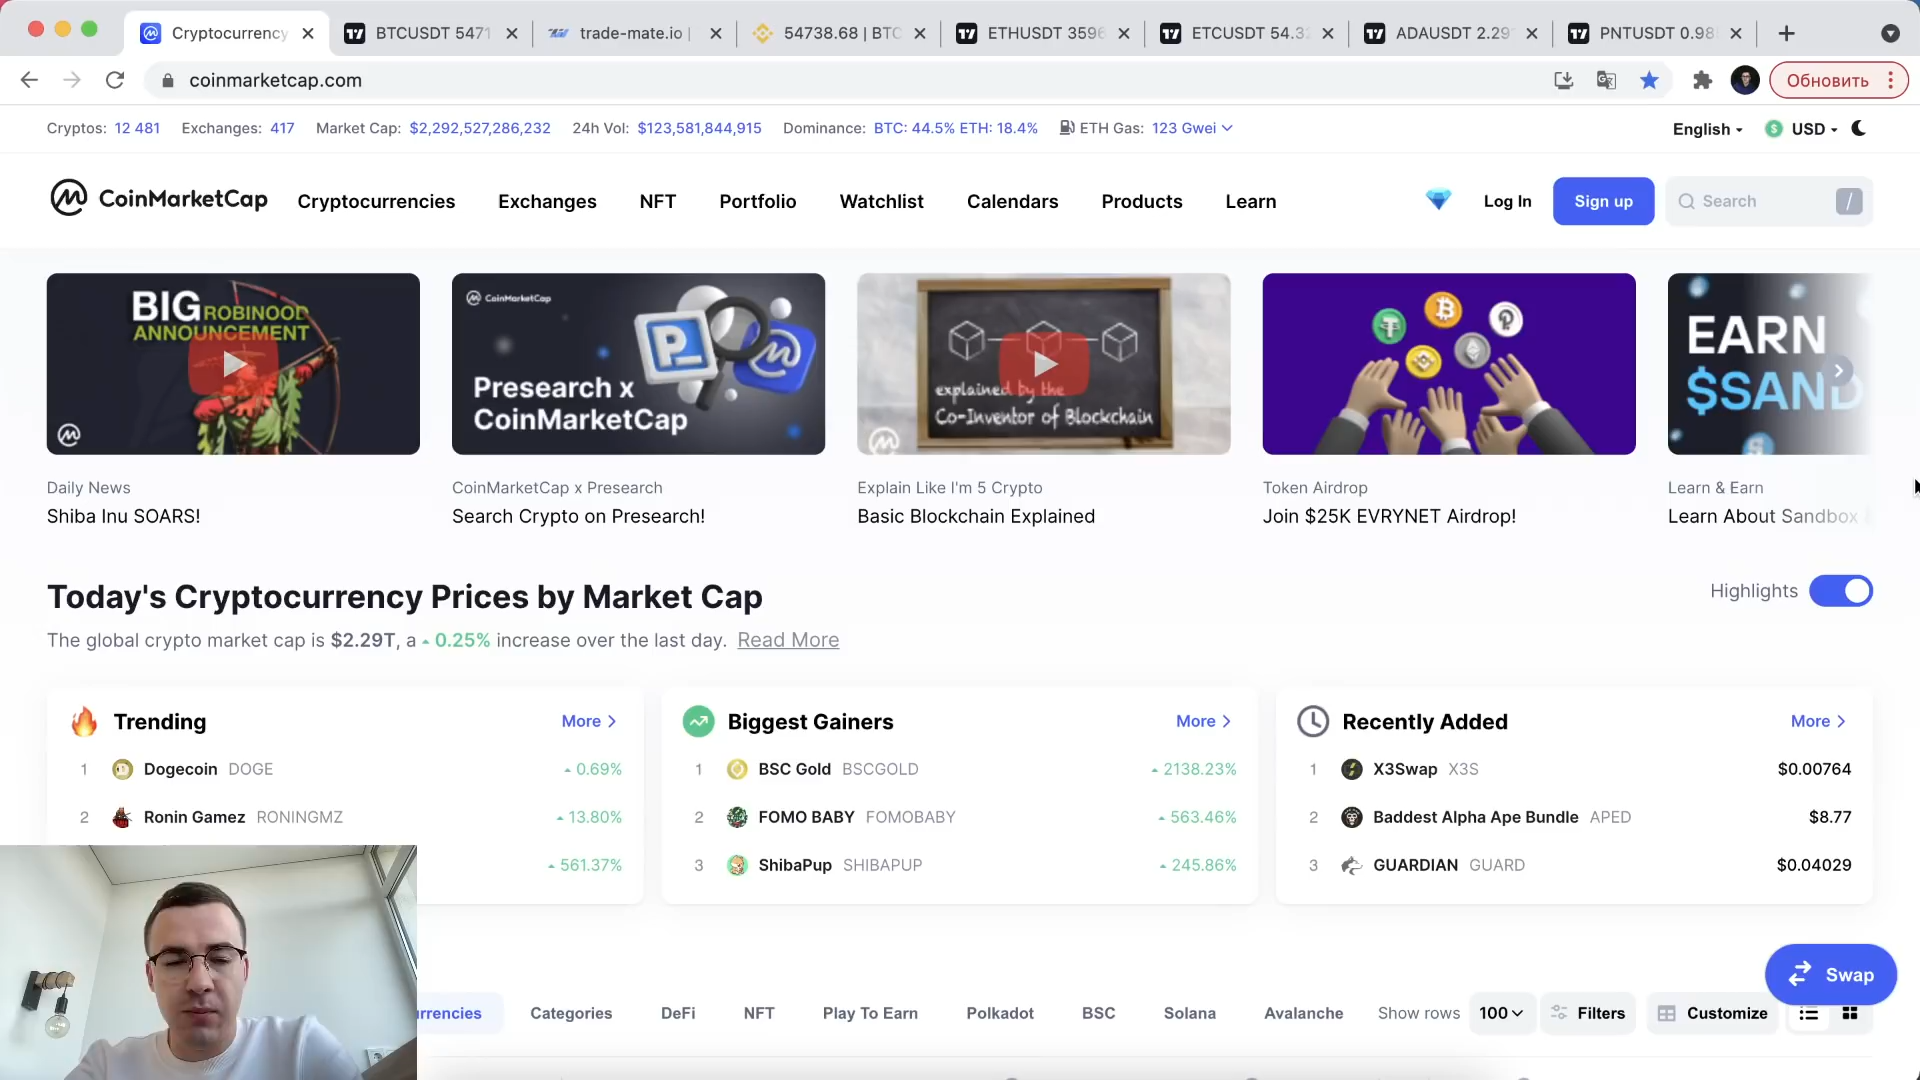 Cryptocurrency
BTCUSDT 5471
trade-mate.io |
54738.68 | BTC
ETHUSDT 3596
ETCUSDT 54.3
ADAUSDT 2.29
PNTUSDT 0.98
coinmarketcap.com
Обновить
Cryptos: 12 481
Exchanges: 417
Market Cap: $2,292,527,286,232
24h Vol: $123,581,844,915
Dominance: BTC: 44.5% ETH: 18.4%
ETH Gas: 123 Gwei
English
USD
CoinMarketCap
Cryptocurrencies
Exchanges
NFT
Portfolio
Watchlist
Calendars
Products
Learn
Log In
Sign up
Search
/
BIG ROBINOOD
ANNOUNCEMENT
CoinMarketCap
Presearch x
CoinMarketCap
explained by the
Co-Inventor of Blockchain
EARN
$SAND
Daily News
Shiba Inu SOARS!
CoinMarketCap x Presearch
Search Crypto on Presearch!
Explain Like I'm 5 Crypto
Basic Blockchain Explained
Token Airdrop
Join $25K EVRYNET Airdrop!
Learn & Earn
Learn About Sandbox
Today's Cryptocurrency Prices by Market Cap
Highlights
The global crypto market cap is $2.29T, a 0.25% increase over the last day. Read More
Trending
More
1 Dogecoin DOGE 0.69%
2 Ronin Gamez RONINGMZ 13.80%
561.37%
Biggest Gainers
More
1 BSC Gold BSCGOLD 2138.23%
2 FOMO BABY FOMOBABY 563.46%
3 ShibaPup SHIBAPUP 245.86%
Recently Added
More
1 X3Swap X3S $0.00764
2 Baddest Alpha Ape Bundle APED $8.77
3 GUARDIAN GUARD $0.04029
Swap
urrencies
Categories
DeFi
NFT
Play To Earn
Polkadot
BSC
Solana
Avalanche
Show rows
100
Filters
Customize